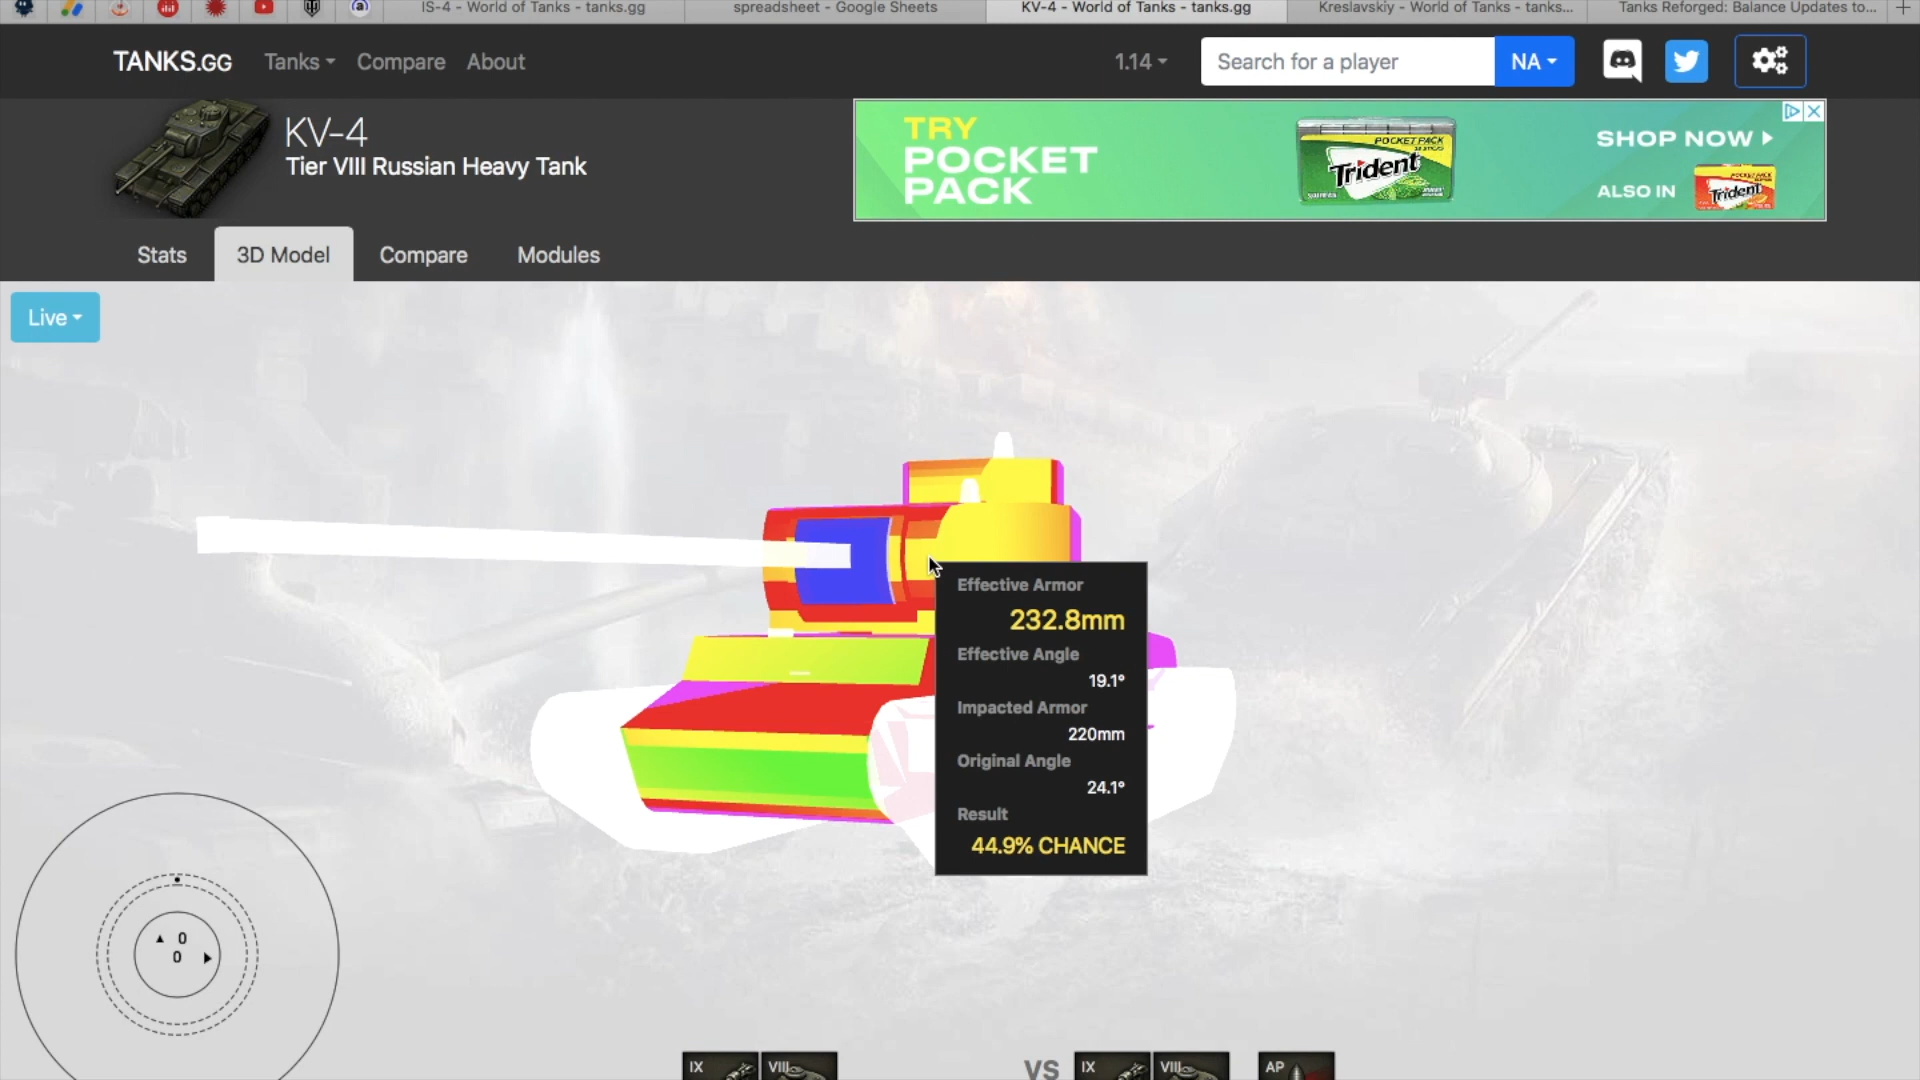 IS-4 - World of Tanks - tanks.gg
spreadsheet - Google Sheets
KV-4 - World of Tanks - tanks.gg
Kreslavskiy - World of Tanks - tanks...
Tanks Reforged: Balance Updates to...
TANKS.GG
Tanks
Compare
About
1.14
Search for a player
NA
KV-4
Tier VIII Russian Heavy Tank
TRY
POCKET
PACK
POCKET PACK
Trident
SHOP NOW
ALSO IN
Trident
Stats
3D Model
Compare
Modules
Live
Effective Armor
232.8mm
Effective Angle
19.1°
Impacted Armor
220mm
Original Angle
24.1°
Result
44.9% CHANCE
0
0
IX
VIII
VS
IX
VIII
AP